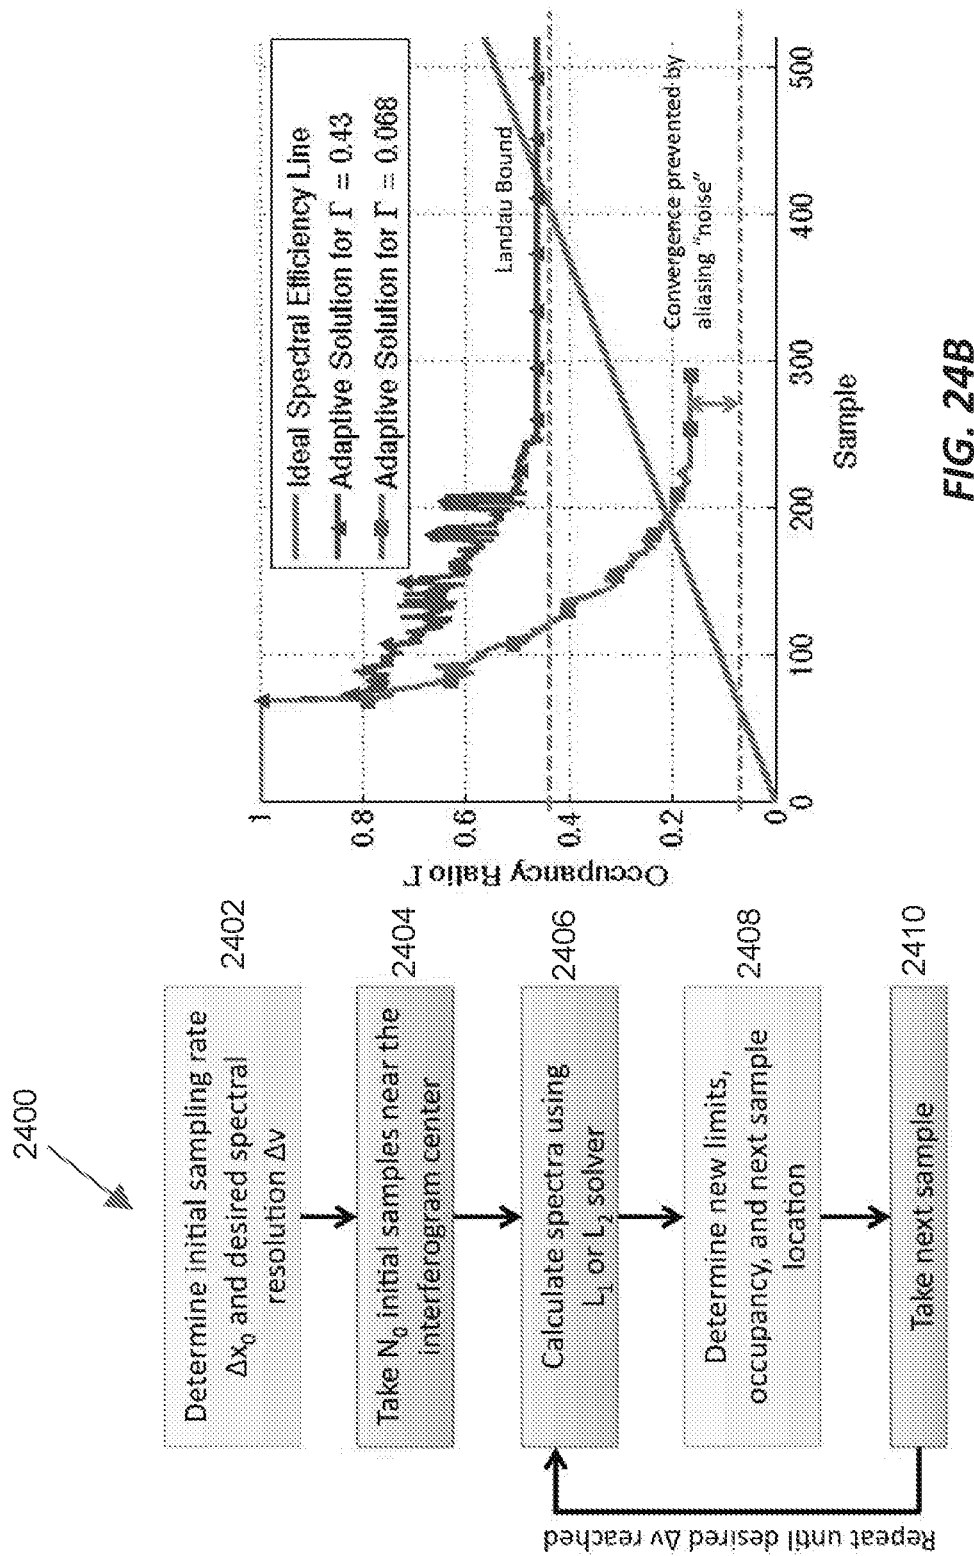 2400
Determine initial sampling rate
Δx0 and desired spectral
resolution Δv
2402
Take N0 initial samples near the
interferogram center
2404
Calculate spectra using
L1 or L2 solver
2406
Determine new limits,
occupancy, and next sample
location
2408
Take next sample
2410
Repeat until desired Δv reached
Occupancy Ratio Γ
1
0.8
0.6
0.4
0.2
0
0
100
200
300
400
500
Sample
Ideal Spectral Efficiency Line
Adaptive Solution for Γ = 0.43
Adaptive Solution for Γ = 0.068
Landau Bound
Convergence prevented by
aliasing "noise"
FIG. 24B